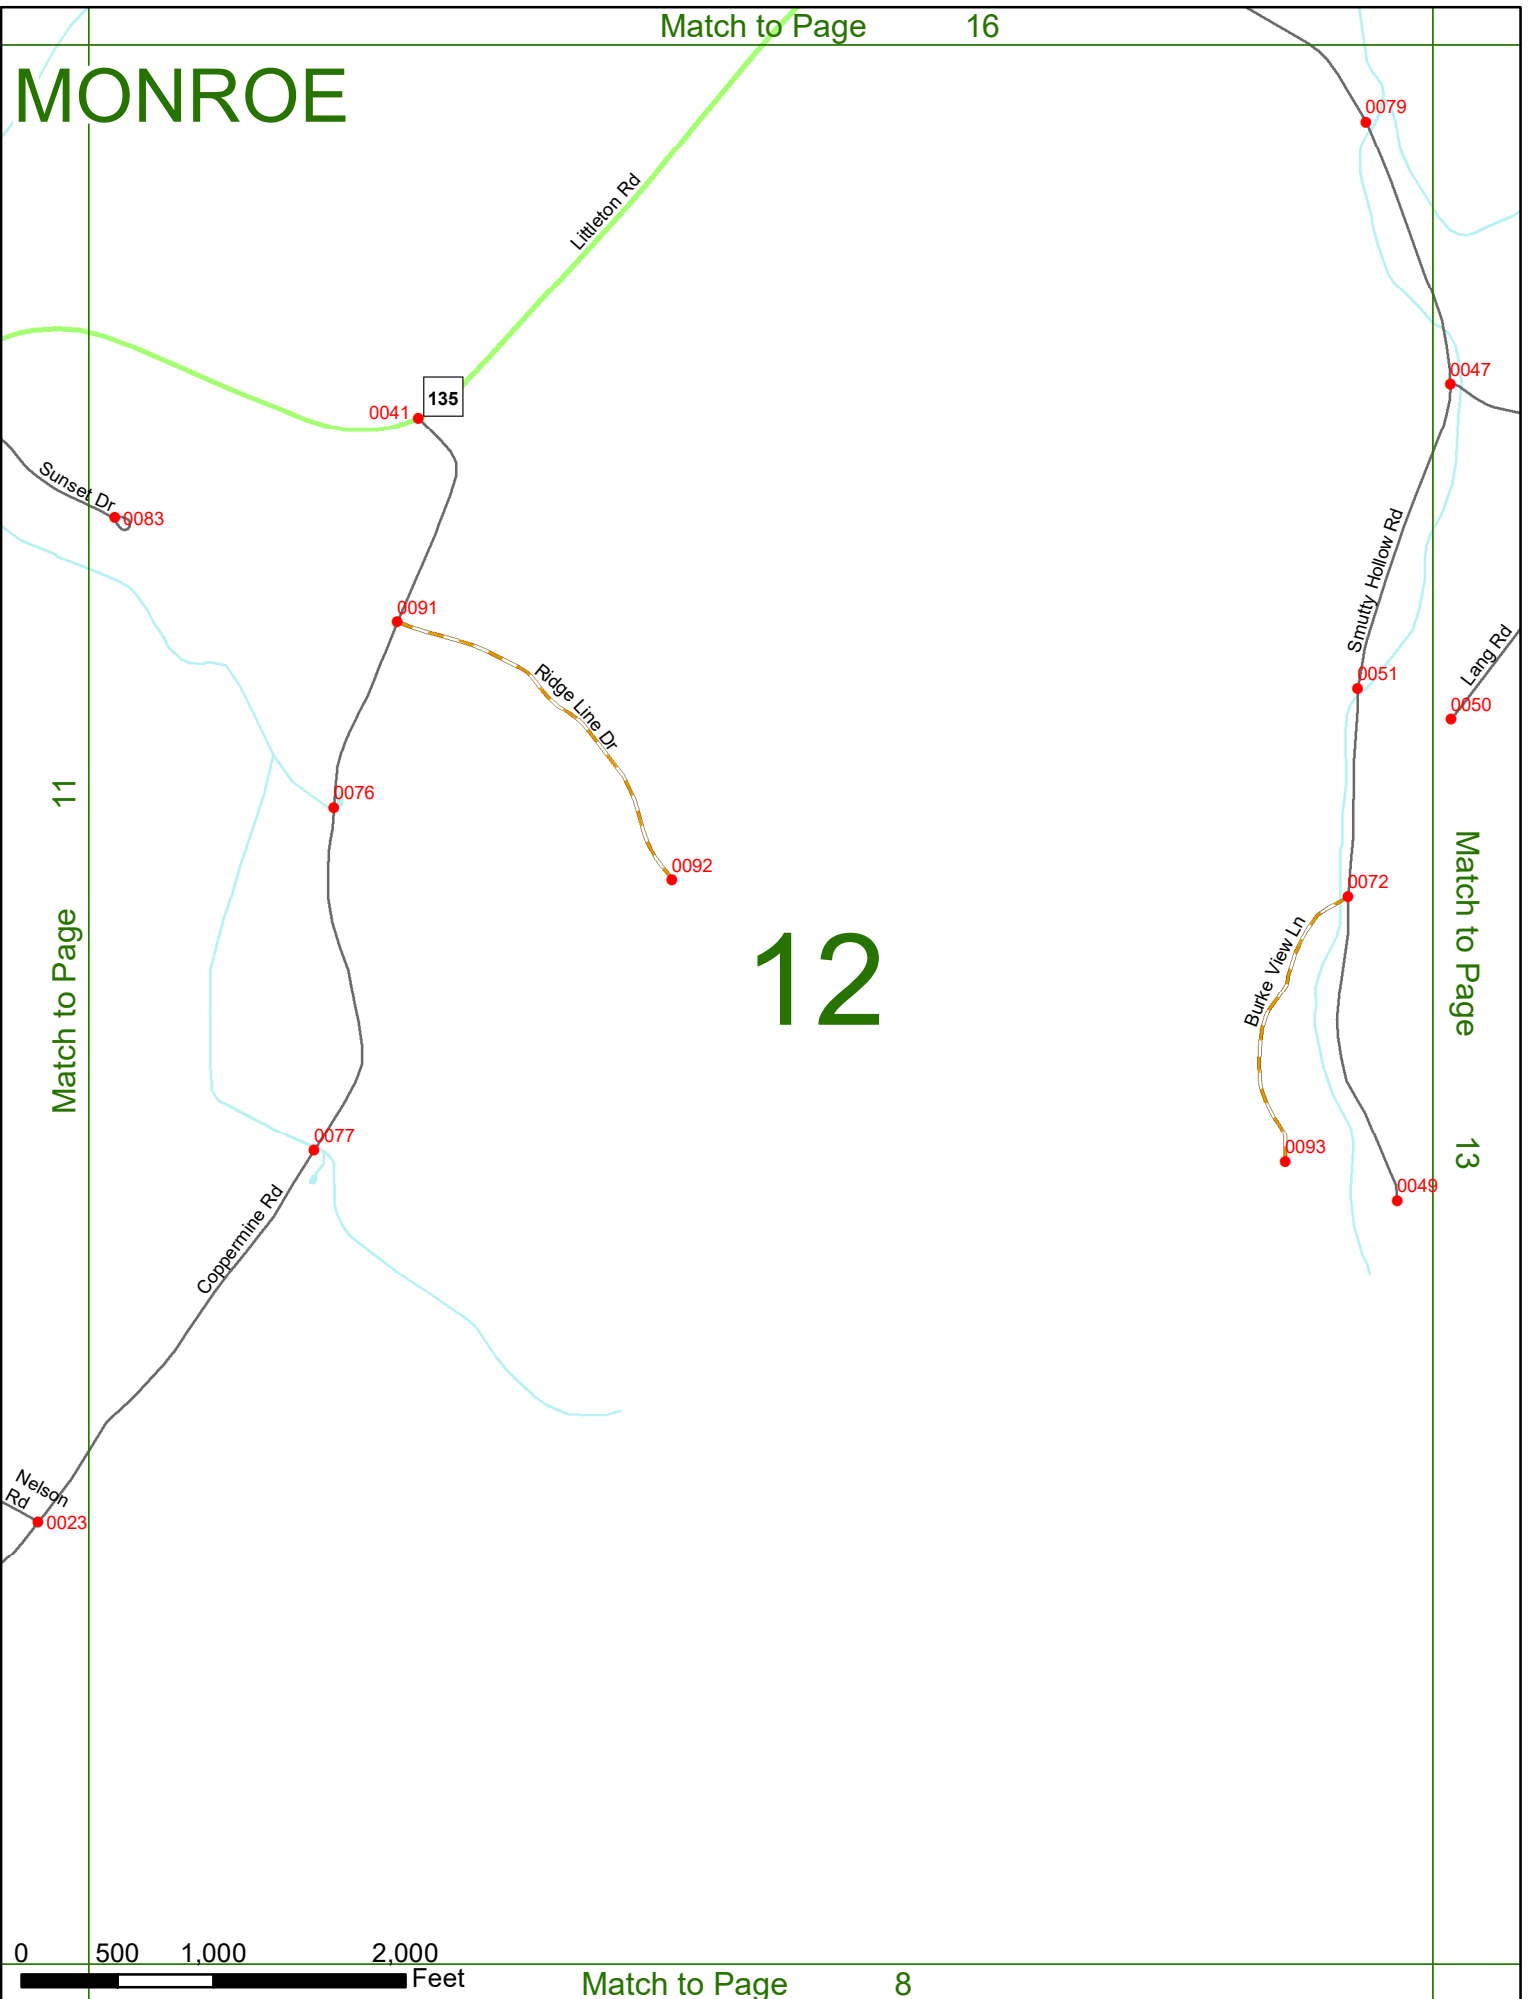 Match to Page 16
MONROE
0079
Littleton Rd
0047
135
0041
Sunset Dr
0083
Smutty Hollow Rd
0091
Lang Rd
Ridge Line Dr
0051
0050
0076
Match to Page 11
0092
0072
Match to Page 13
12
Burke View Ln
0077
0093
0049
Coppermine Rd
Nelson
Rd
0023
0 500 1,000 2,000
Feet
Match to Page 8